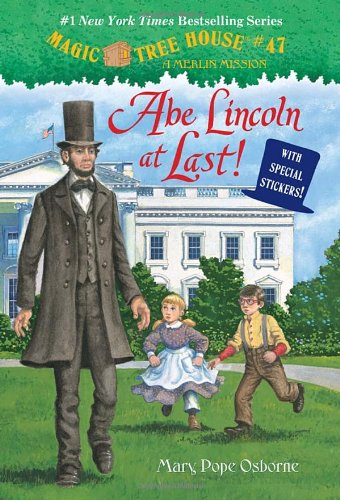 #1 New York Times Bestselling Series
MAGIC TREE HOUSE® #47
A MERLIN MISSION
Abe Lincoln
at Last!
WITH
SPECIAL
STICKERS!
Mary Pope Osborne